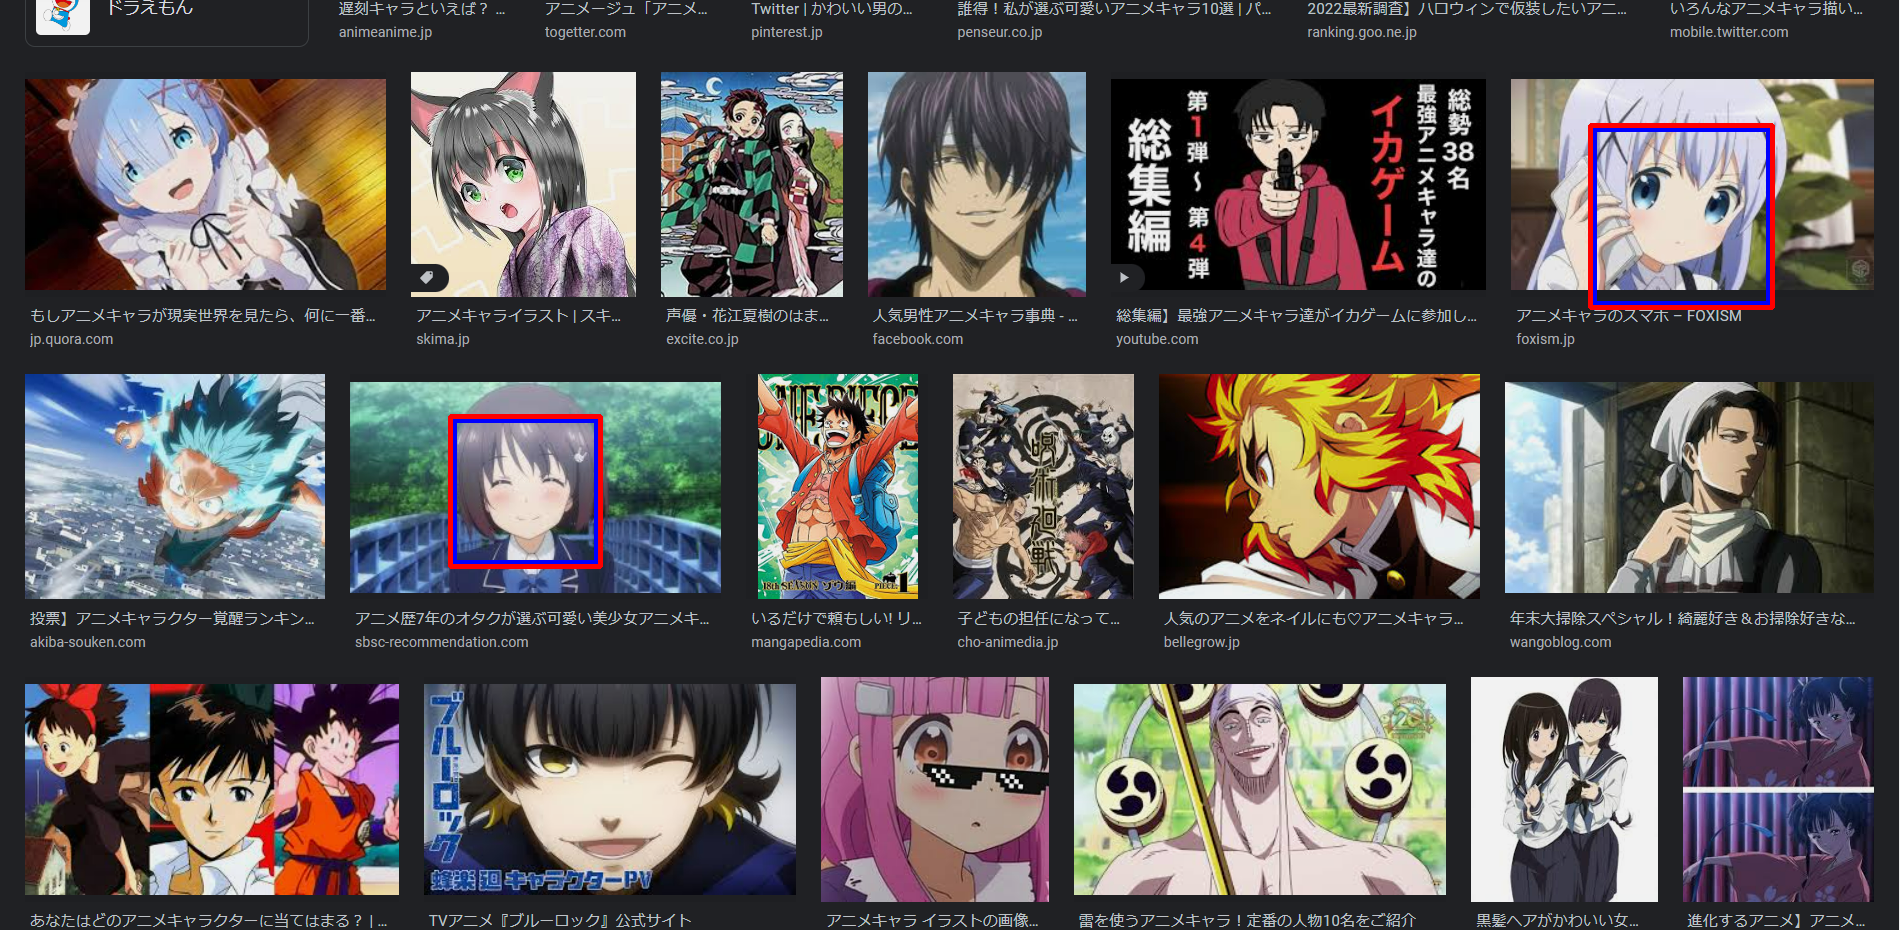 ドラえもん
遅刻キャラといえば？ ...
animeanime.jp
アニメージュ「アニメ...
togetter.com
Twitter | かわいい男の...
pinterest.jp
誰得！私が選ぶ可愛いアニメキャラ10選 | パ...
penseur.co.jp
2022最新調査】ハロウィンで仮装したいアニ...
ranking.goo.ne.jp
いろんなアニメキャラ描い...
mobile.twitter.com
総勢38名
最強アニメキャラ達の
イカゲーム
第1弾～第4弾
総集編
もしアニメキャラが現実世界を見たら、何に一番...
jp.quora.com
アニメキャライラスト | スキ...
skima.jp
声優・花江夏樹のはま...
excite.co.jp
人気男性アニメキャラ事典 - ...
facebook.com
総集編】最強アニメキャラ達がイカゲームに参加し...
youtube.com
アニメキャラのスマホ – FOXISM
foxism.jp
ONE PIECE
18th SEASON ゾウ編
PIECE.1
呪術廻戦
投票】アニメキャラクター覚醒ランキン...
akiba-souken.com
アニメ歴7年のオタクが選ぶ可愛い美少女アニメキ...
sbsc-recommendation.com
いるだけで頼もしい! リ...
mangapedia.com
子どもの担任になって...
cho-animedia.jp
人気のアニメをネイルにも♡アニメキャラ...
bellegrow.jp
年末大掃除スペシャル！綺麗好き＆お掃除好きな...
wangoblog.com
ブルーロック
蜂楽 廻 キャラクターPV
あなたはどのアニメキャラクターに当てはまる？ | ...
TVアニメ『ブルーロック』公式サイト
アニメキャラ イラストの画像...
雷を使うアニメキャラ！定番の人物10名をご紹介
黒髪ヘアがかわいい女...
進化するアニメ】アニメ...